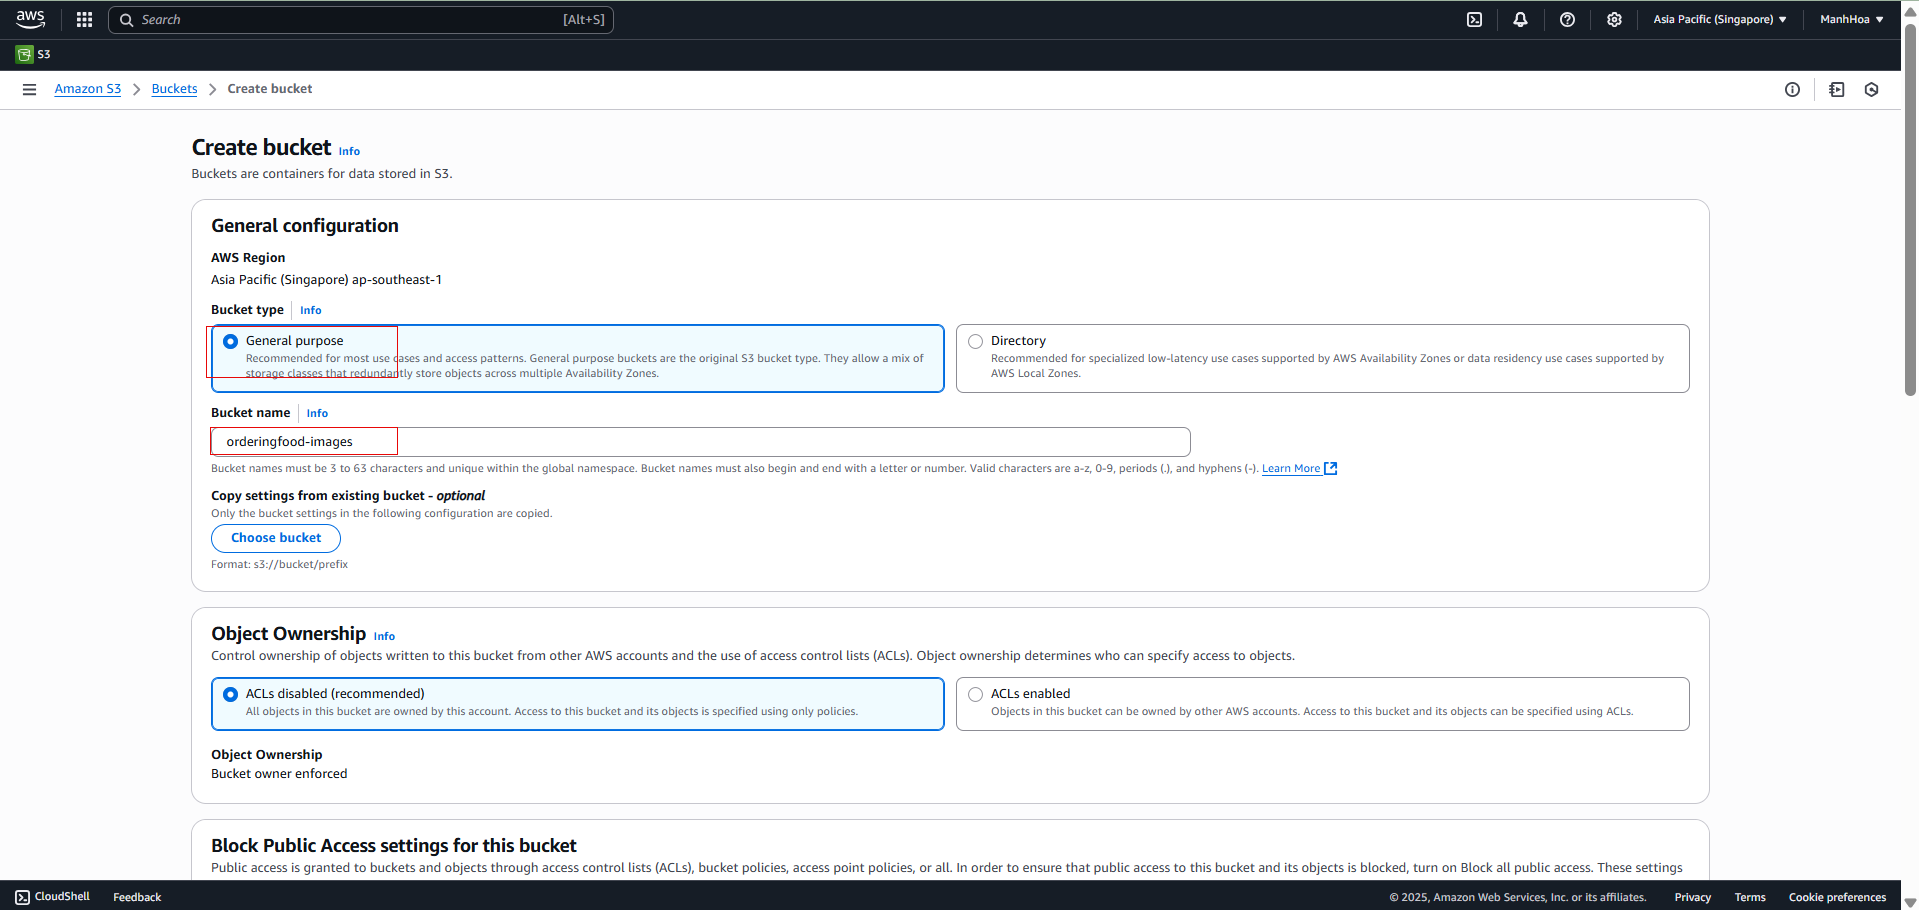 aws Search [Alt+S] Asia Pacific (Singapore) ManhHoa
S3
Amazon S3 Buckets Create bucket
Create bucket Info
Buckets are containers for data stored in S3.
General configuration
AWS Region
Asia Pacific (Singapore) ap-southeast-1
Bucket type Info
General purpose
Recommended for most use cases and access patterns. General purpose buckets are the original S3 bucket type. They allow a mix of
storage classes that redundantly store objects across multiple Availability Zones.
Directory
Recommended for specialized low-latency use cases supported by AWS Availability Zones or data residency use cases supported by
AWS Local Zones.
Bucket name Info
orderingfood-images
Bucket names must be 3 to 63 characters and unique within the global namespace. Bucket names must also begin and end with a letter or number. Valid characters are a-z, 0-9, periods (.), and hyphens (-). Learn More
Copy settings from existing bucket - optional
Only the bucket settings in the following configuration are copied.
Choose bucket
Format: s3://bucket/prefix
Object Ownership Info
Control ownership of objects written to this bucket from other AWS accounts and the use of access control lists (ACLs). Object ownership determines who can specify access to objects.
ACLs disabled (recommended)
All objects in this bucket are owned by this account. Access to this bucket and its objects is specified using only policies.
ACLs enabled
Objects in this bucket can be owned by other AWS accounts. Access to this bucket and its objects can be specified using ACLs.
Object Ownership
Bucket owner enforced
Block Public Access settings for this bucket
Public access is granted to buckets and objects through access control lists (ACLs), bucket policies, access point policies, or all. In order to ensure that public access to this bucket and its objects is blocked, turn on Block all public access. These settings
CloudShell Feedback © 2025, Amazon Web Services, Inc. or its affiliates. Privacy Terms Cookie preferences